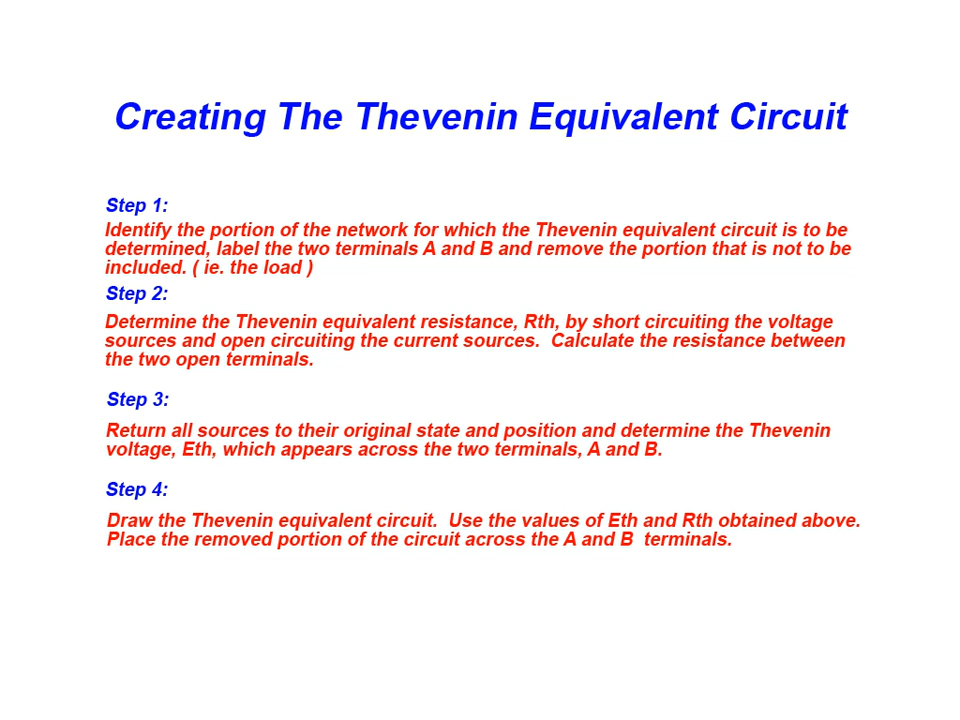 Creating The Thevenin Equivalent Circuit
Step 1:
Identify the portion of the network for which the Thevenin equivalent circuit is to be
determined, label the two terminals A and B and remove the portion that is not to be
included. ( ie. the load )
Step 2:
Determine the Thevenin equivalent resistance, Rth, by short circuiting the voltage
sources and open circuiting the current sources.  Calculate the resistance between
the two open terminals.
Step 3:
Return all sources to their original state and position and determine the Thevenin
voltage, Eth, which appears across the two terminals, A and B.
Step 4:
Draw the Thevenin equivalent circuit.  Use the values of Eth and Rth obtained above.
Place the removed portion of the circuit across the A and B  terminals.